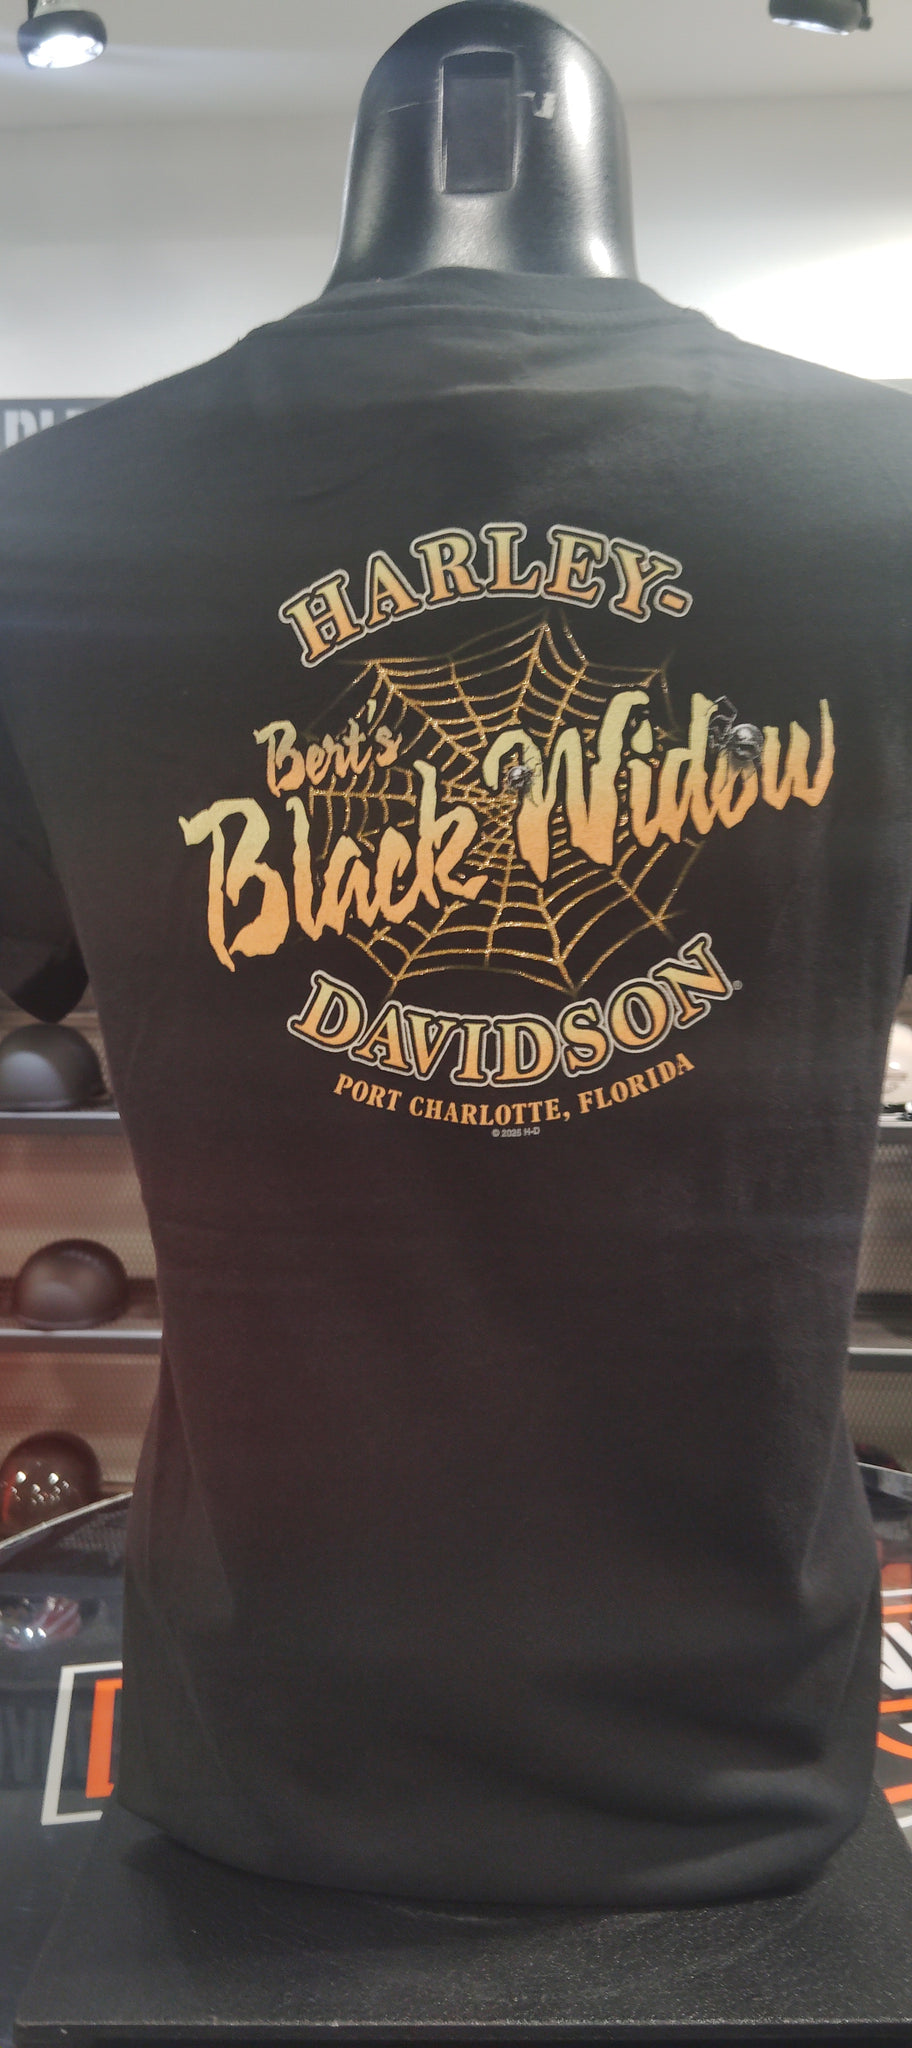 HARLEY-
Bert's
Black Widow
DAVIDSON®
PORT CHARLOTTE, FLORIDA
© 2025 H-D